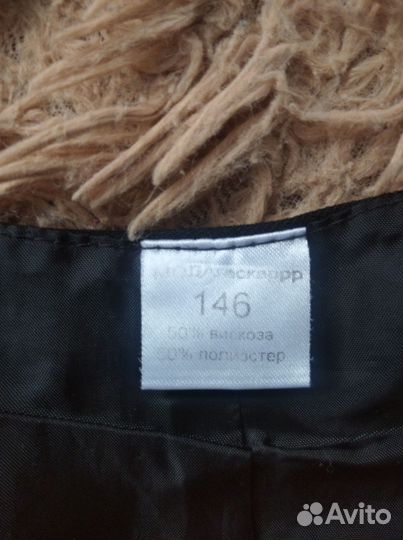 146
50% вискоза
50% полиэстер
Avito